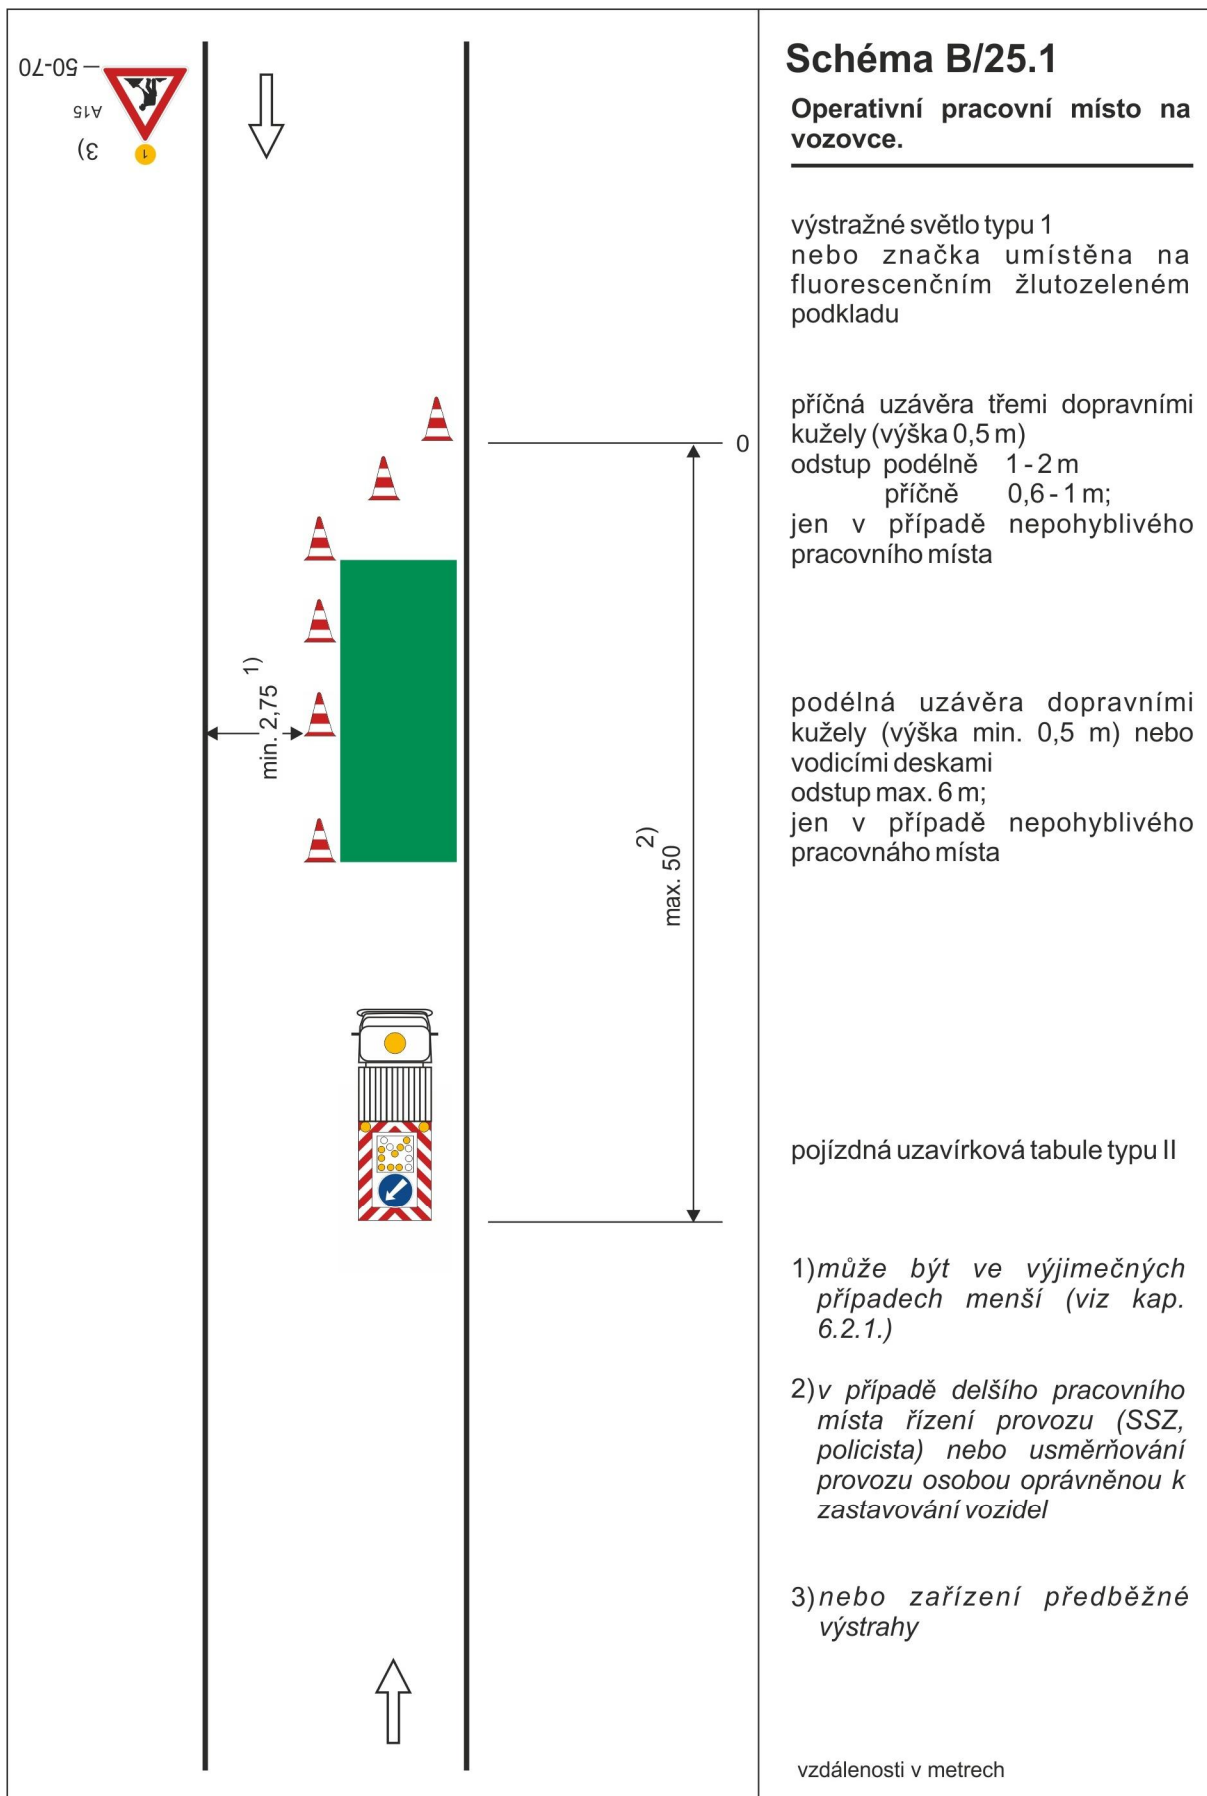 50-70
A15
3)
1
0
min. 2,75 1)
max. 50 2)
Schéma B/25.1
Operativní pracovní místo na
vozovce.
výstražné světlo typu 1
nebo značka umístěna na
fluorescenčním žlutozeleném
podkladu
příčná uzávěra třemi dopravními
kužely (výška 0,5 m)
odstup podélně 1 - 2 m
příčně 0,6 - 1 m;
jen v případě nepohyblivého
pracovního místa
podélná uzávěra dopravními
kužely (výška min. 0,5 m) nebo
vodicími deskami
odstup max. 6 m;
jen v případě nepohyblivého
pracovnáho místa
pojízdná uzavírková tabule typu II
1) může být ve výjimečných
případech menší (viz kap.
6.2.1.)
2) v případě delšího pracovního
místa řízení provozu (SSZ,
policista) nebo usměrňování
provozu osobou oprávněnou k
zastavování vozidel
3) nebo zařízení předběžné
výstrahy
vzdálenosti v metrech